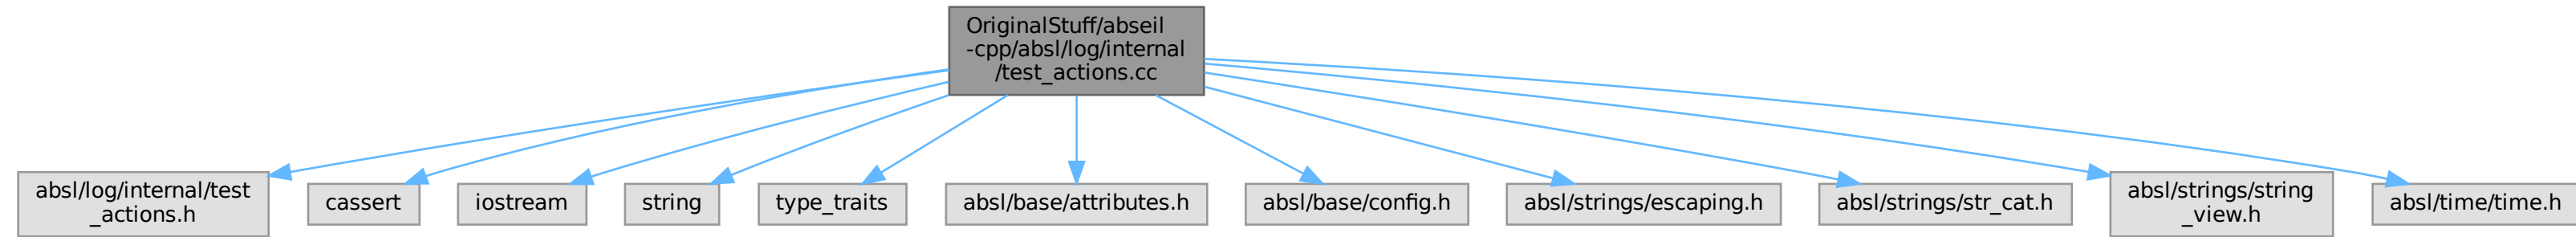 OriginalStuff/abseil
-cpp/absl/log/internal
/test_actions.cc
absl/log/internal/test
_actions.h
cassert
iostream
string
type_traits
absl/base/attributes.h
absl/base/config.h
absl/strings/escaping.h
absl/strings/str_cat.h
absl/strings/string
_view.h
absl/time/time.h